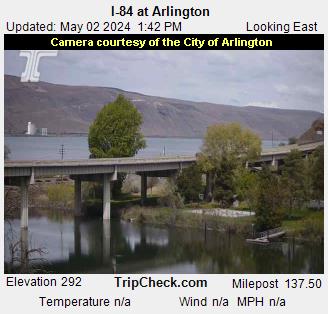 I-84 at Arlington
Updated: May 02 2024 1:42 PM Looking East
Camera courtesy of the City of Arlington
Elevation 292 TripCheck.com Milepost 137.50
Temperature n/a Wind n/a MPH n/a